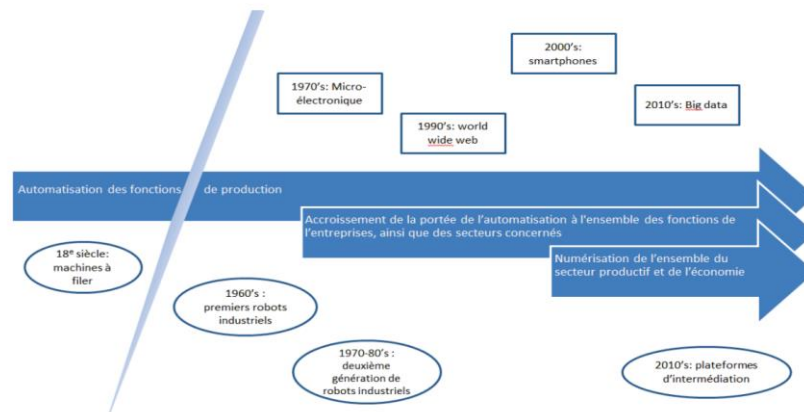 2000's:
smartphones
1970's: Micro-
électronique
2010's: Big data
1990's: world
wide web
Automatisation des fonctions de production
Accroissement de la portée de l'automatisation à l'ensemble des fonctions de
l'entreprises, ainsi que des secteurs concernés
18e siècle:
machines à
filer
Numérisation de l'ensemble du
secteur productif et de l'économie
1960's :
premiers robots
industriels
1970-80's :
deuxième
génération de
robots industriels
2010's: plateformes
d'intermédiation